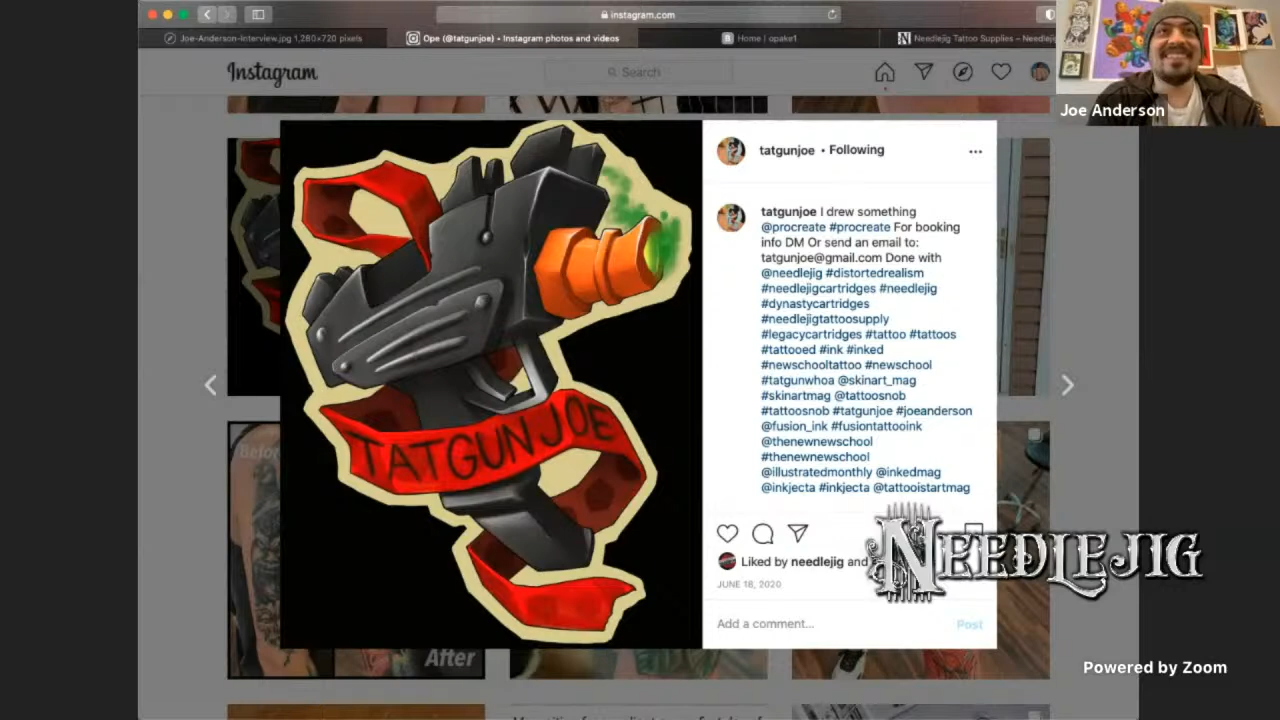 instagram.com
Joe-Anderson-Interview.jpg 1,280×720 pixels
Ope (@tatgunjoe) • Instagram photos and videos
Home | opake1
Needlejig Tattoo Supplies – Needleje
Instagram
Search
Joe Anderson
tatgunjoe • Following
tatgunjoe I drew something
@procreate #procreate For booking
info DM Or send an email to:
tatgunjoe@gmail.com Done with
@needlejig #distortedrealism
#needlejigcartridges #needlejig
#dynastycartridges
#needlejigtattoosupply
#legacycartridges #tattoo #tattoos
#tattooed #ink #inked
#newschooltattoo #newschool
#tatgunwhoa @skinart_mag
#skinartmag @tattoosnob
#tattoosnob #tatgunjoe #joeanderson
@fusion_ink #fusiontattooink
@thenewnewschool
#thenewnewschool
@illustratedmonthly @inkedmag
@inkjecta #inkjecta @tattooistartmag
TATGUN JOE
Liked by needlejig and
JUNE 18, 2020
Add a comment...
Post
NEEDLEJIG
Before
After
Powered by Zoom